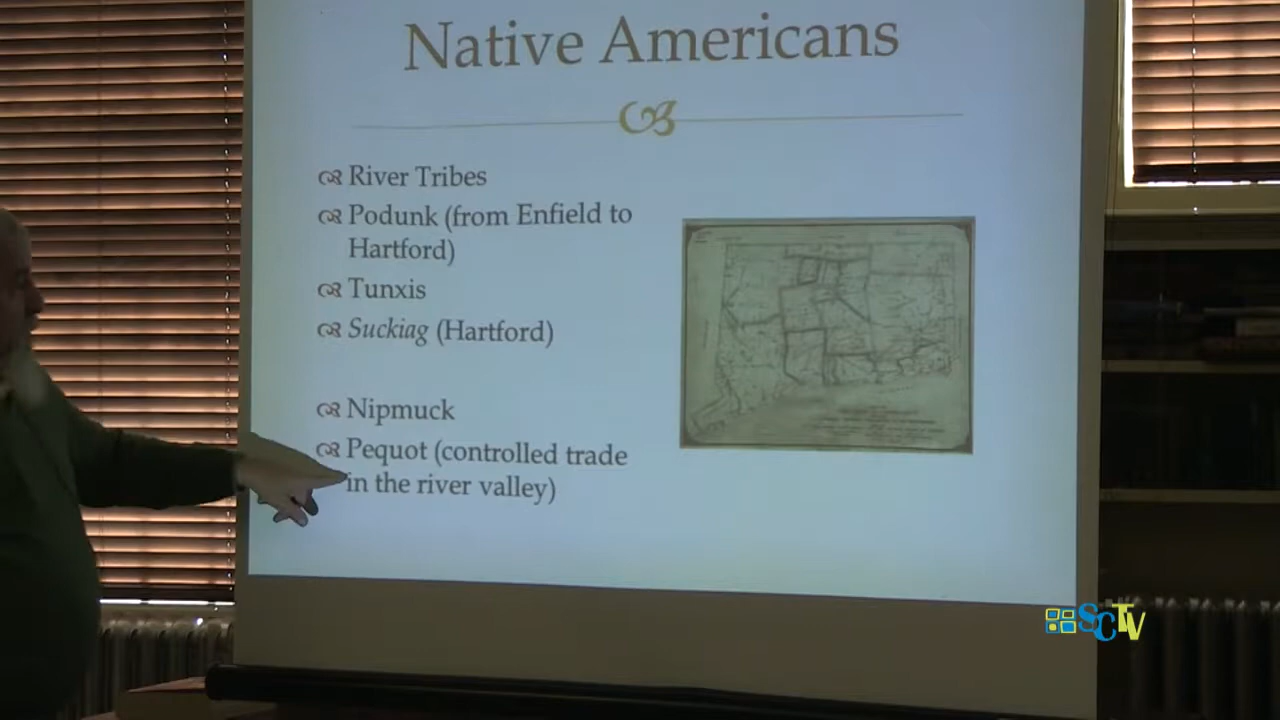 Native Americans
River Tribes
Podunk (from Enfield to
Hartford)
Tunxis
Suckiag (Hartford)
Nipmuck
Pequot (controlled trade
in the river valley)
SCTV